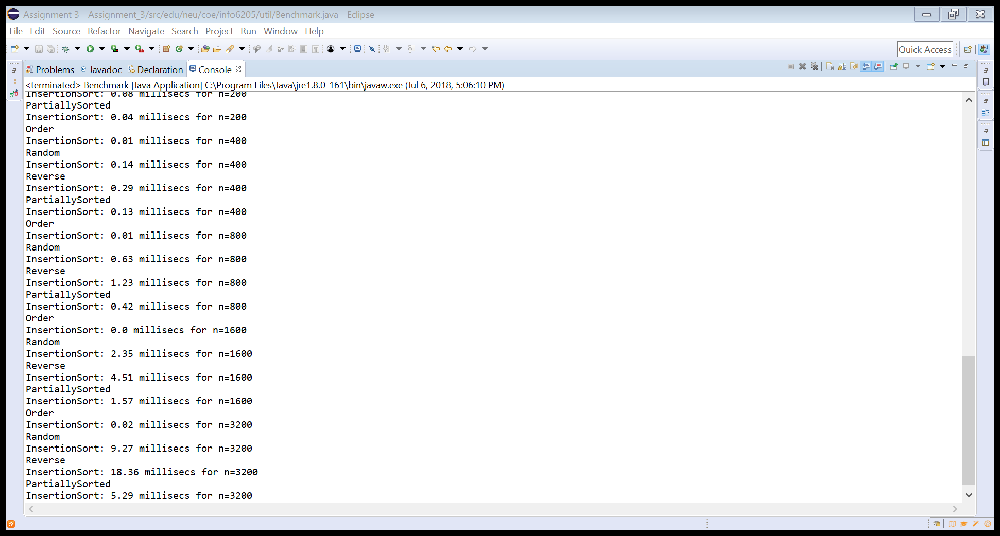 Assignment 3 - Assignment_3/src/edu/neu/coe/info6205/util/Benchmark.java - Eclipse
File Edit Source Refactor Navigate Search Project Run Window Help
Quick Access
Problems @ Javadoc Declaration Console
<terminated> Benchmark [Java Application] C:\Program Files\Java\jre1.8.0_161\bin\javaw.exe (Jul 6, 2018, 5:06:10 PM)
InsertionSort: 0.08 millisecs for n=200
PartiallySorted
InsertionSort: 0.04 millisecs for n=200
Order
InsertionSort: 0.01 millisecs for n=400
Random
InsertionSort: 0.14 millisecs for n=400
Reverse
InsertionSort: 0.29 millisecs for n=400
PartiallySorted
InsertionSort: 0.13 millisecs for n=400
Order
InsertionSort: 0.01 millisecs for n=800
Random
InsertionSort: 0.63 millisecs for n=800
Reverse
InsertionSort: 1.23 millisecs for n=800
PartiallySorted
InsertionSort: 0.42 millisecs for n=800
Order
InsertionSort: 0.0 millisecs for n=1600
Random
InsertionSort: 2.35 millisecs for n=1600
Reverse
InsertionSort: 4.51 millisecs for n=1600
PartiallySorted
InsertionSort: 1.57 millisecs for n=1600
Order
InsertionSort: 0.02 millisecs for n=3200
Random
InsertionSort: 9.27 millisecs for n=3200
Reverse
InsertionSort: 18.36 millisecs for n=3200
PartiallySorted
InsertionSort: 5.29 millisecs for n=3200